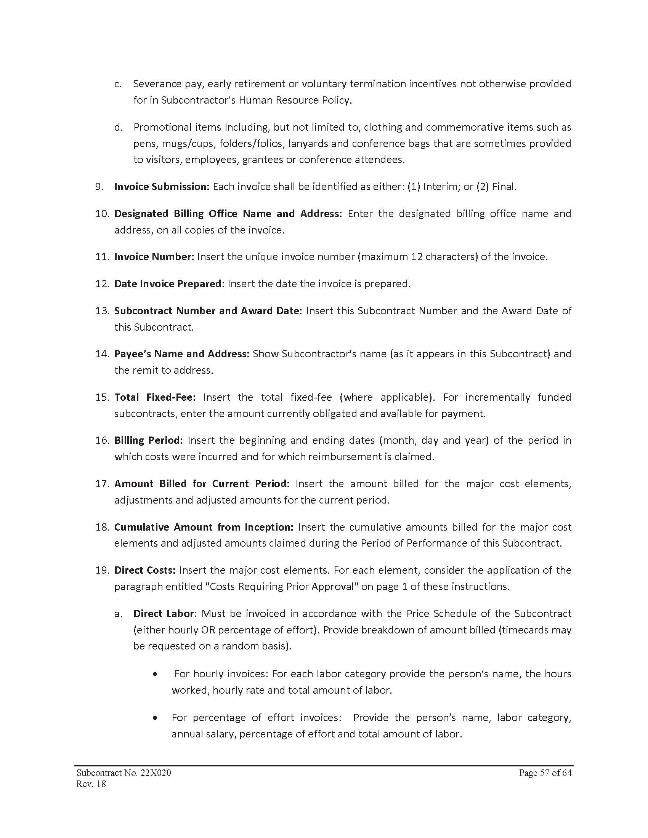 c. Severance pay, early retirement or voluntary termination incentives not otherwise provided
for in Subcontractor's Human Resource Policy.
d. Promotional items including, but not limited to, clothing and commemorative items such as
pens, mugs/cups, folders/folios, lanyards and conference bags that are sometimes provided
to visitors, employees, grantees or conference attendees.
9. Invoice Submission: Each invoice shall be identified as either: (1) Interim; or (2) Final.
10. Designated Billing Office Name and Address: Enter the designated billing office name and
address, on all copies of the invoice.
11. Invoice Number: Insert the unique invoice number (maximum 12 characters) of the invoice.
12. Date Invoice Prepared: Insert the date the invoice is prepared.
13. Subcontract Number and Award Date: Insert this Subcontract Number and the Award Date of
this Subcontract.
14. Payee's Name and Address: Show Subcontractor's name (as it appears in this Subcontract) and
the remit to address.
15. Total Fixed-Fee: Insert the total fixed-fee (where applicable). For incrementally funded
subcontracts, enter the amount currently obligated and available for payment.
16. Billing Period: Insert the beginning and ending dates (month, day and year) of the period in
which costs were incurred and for which reimbursement is claimed.
17. Amount Billed for Current Period: Insert the amount billed for the major cost elements,
adjustments and adjusted amounts for the current period.
18. Cumulative Amount from Inception: Insert the cumulative amounts billed for the major cost
elements and adjusted amounts claimed during the Period of Performance of this Subcontract.
19. Direct Costs: Insert the major cost elements. For each element, consider the application of the
paragraph entitled "Costs Requiring Prior Approval" on page 1 of these instructions.
a. Direct Labor: Must be invoiced in accordance with the Price Schedule of the Subcontract
(either hourly OR percentage of effort). Provide breakdown of amount billed (timecards may
be requested on a random basis).
• For hourly invoices: For each labor category provide the person's name, the hours
worked, hourly rate and total amount of labor.
• For percentage of effort invoices: Provide the person's name, labor category,
annual salary, percentage of effort and total amount of labor.
Subcontract No. 22X020 Page 57 of 64
Rev. 18